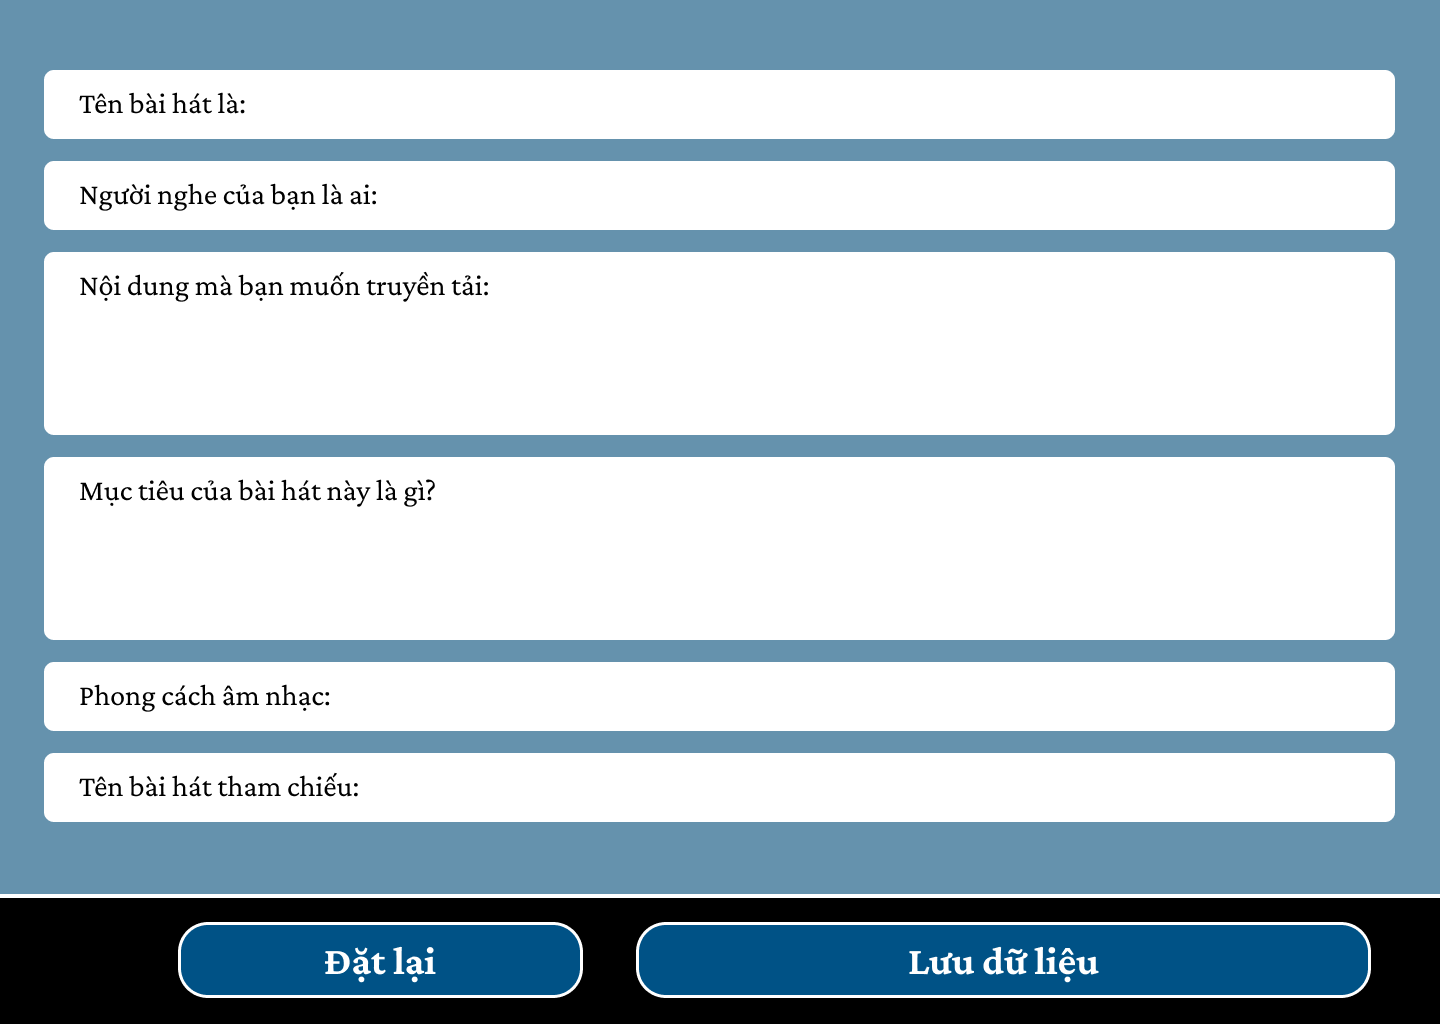 Tên bài hát là:
Người nghe của bạn là ai:
Nội dung mà bạn muốn truyền tải:
Mục tiêu của bài hát này là gì?
Phong cách âm nhạc:
Tên bài hát tham chiếu:
Đặt lại
Lưu dữ liệu